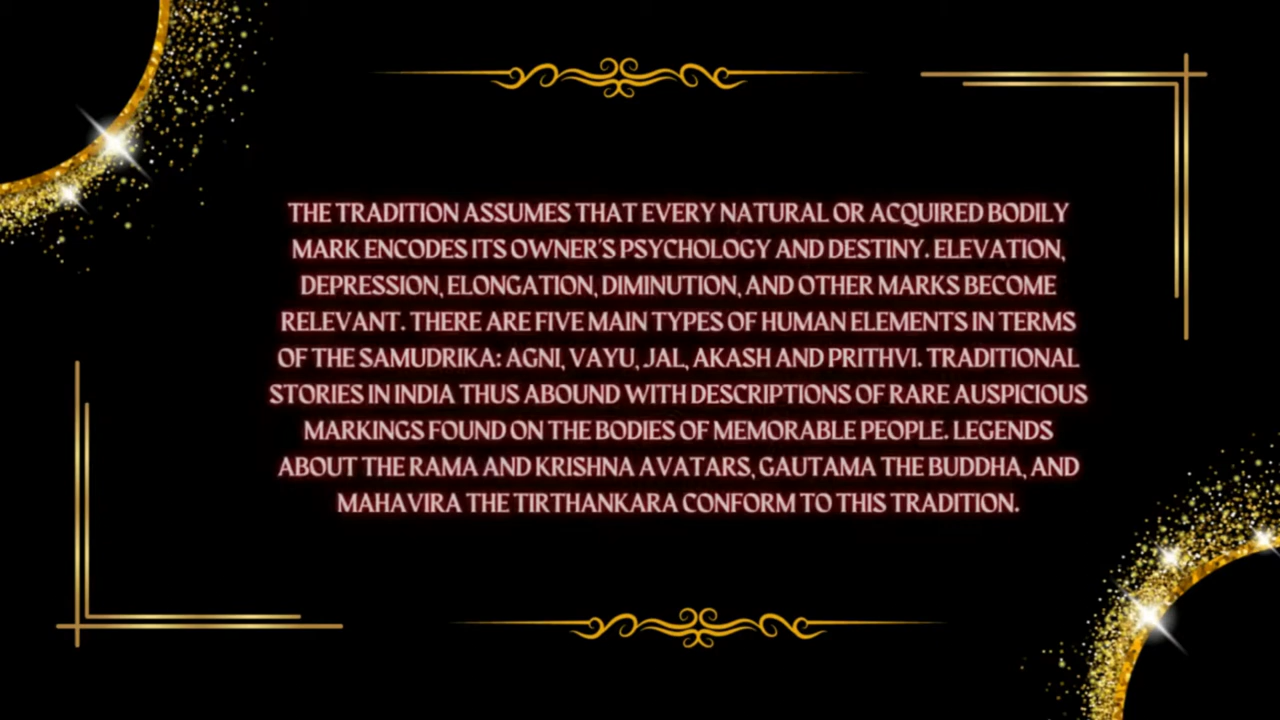 THE TRADITION ASSUMES THAT EVERY NATURAL OR ACQUIRED BODILY
MARK ENCODES ITS OWNER'S PSYCHOLOGY AND DESTINY. ELEVATION,
DEPRESSION, ELONGATION, DIMINUTION, AND OTHER MARKS BECOME
RELEVANT. THERE ARE FIVE MAIN TYPES OF HUMAN ELEMENTS IN TERMS
OF THE SAMUDRIKA: AGNI, VAYU, JAL, AKASH AND PRITHVI. TRADITIONAL
STORIES IN INDIA THUS ABOUND WITH DESCRIPTIONS OF RARE AUSPICIOUS
MARKINGS FOUND ON THE BODIES OF MEMORABLE PEOPLE. LEGENDS
ABOUT THE RAMA AND KRISHNA AVATARS, GAUTAMA THE BUDDHA, AND
MAHAVIRA THE TIRTHANKARA CONFORM TO THIS TRADITION.